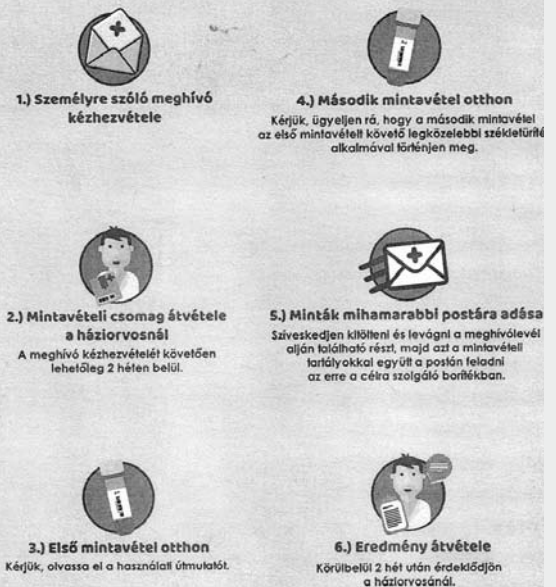 1.) Személyre szóló meghívó
kézhezvétele
2.) Mintavételi csomag átvétele
a háziorvosnál
A meghívó kézhezvételét követően
lehetőleg 2 héten belül.
3.) Első mintavétel otthon
Kérjük, olvassa el a használati útmutatót.
4.) Második mintavétel otthon
Kérjük, ügyeljen rá, hogy a második mintavétel
az első mintavételt követő legközelebbi székletüríté
alkalmával történjen meg.
5.) Minták mihamarabbi postára adása
Szíveskedjen kitölteni és levágni a meghívólevél
alján található részt, majd azt a mintavételi
tartályokkal együtt a postán feladni
az erre a célra szolgáló borítékban.
6.) Eredmény átvétele
Körülbelül 2 hét után érdeklődjön
a háziorvosánál.